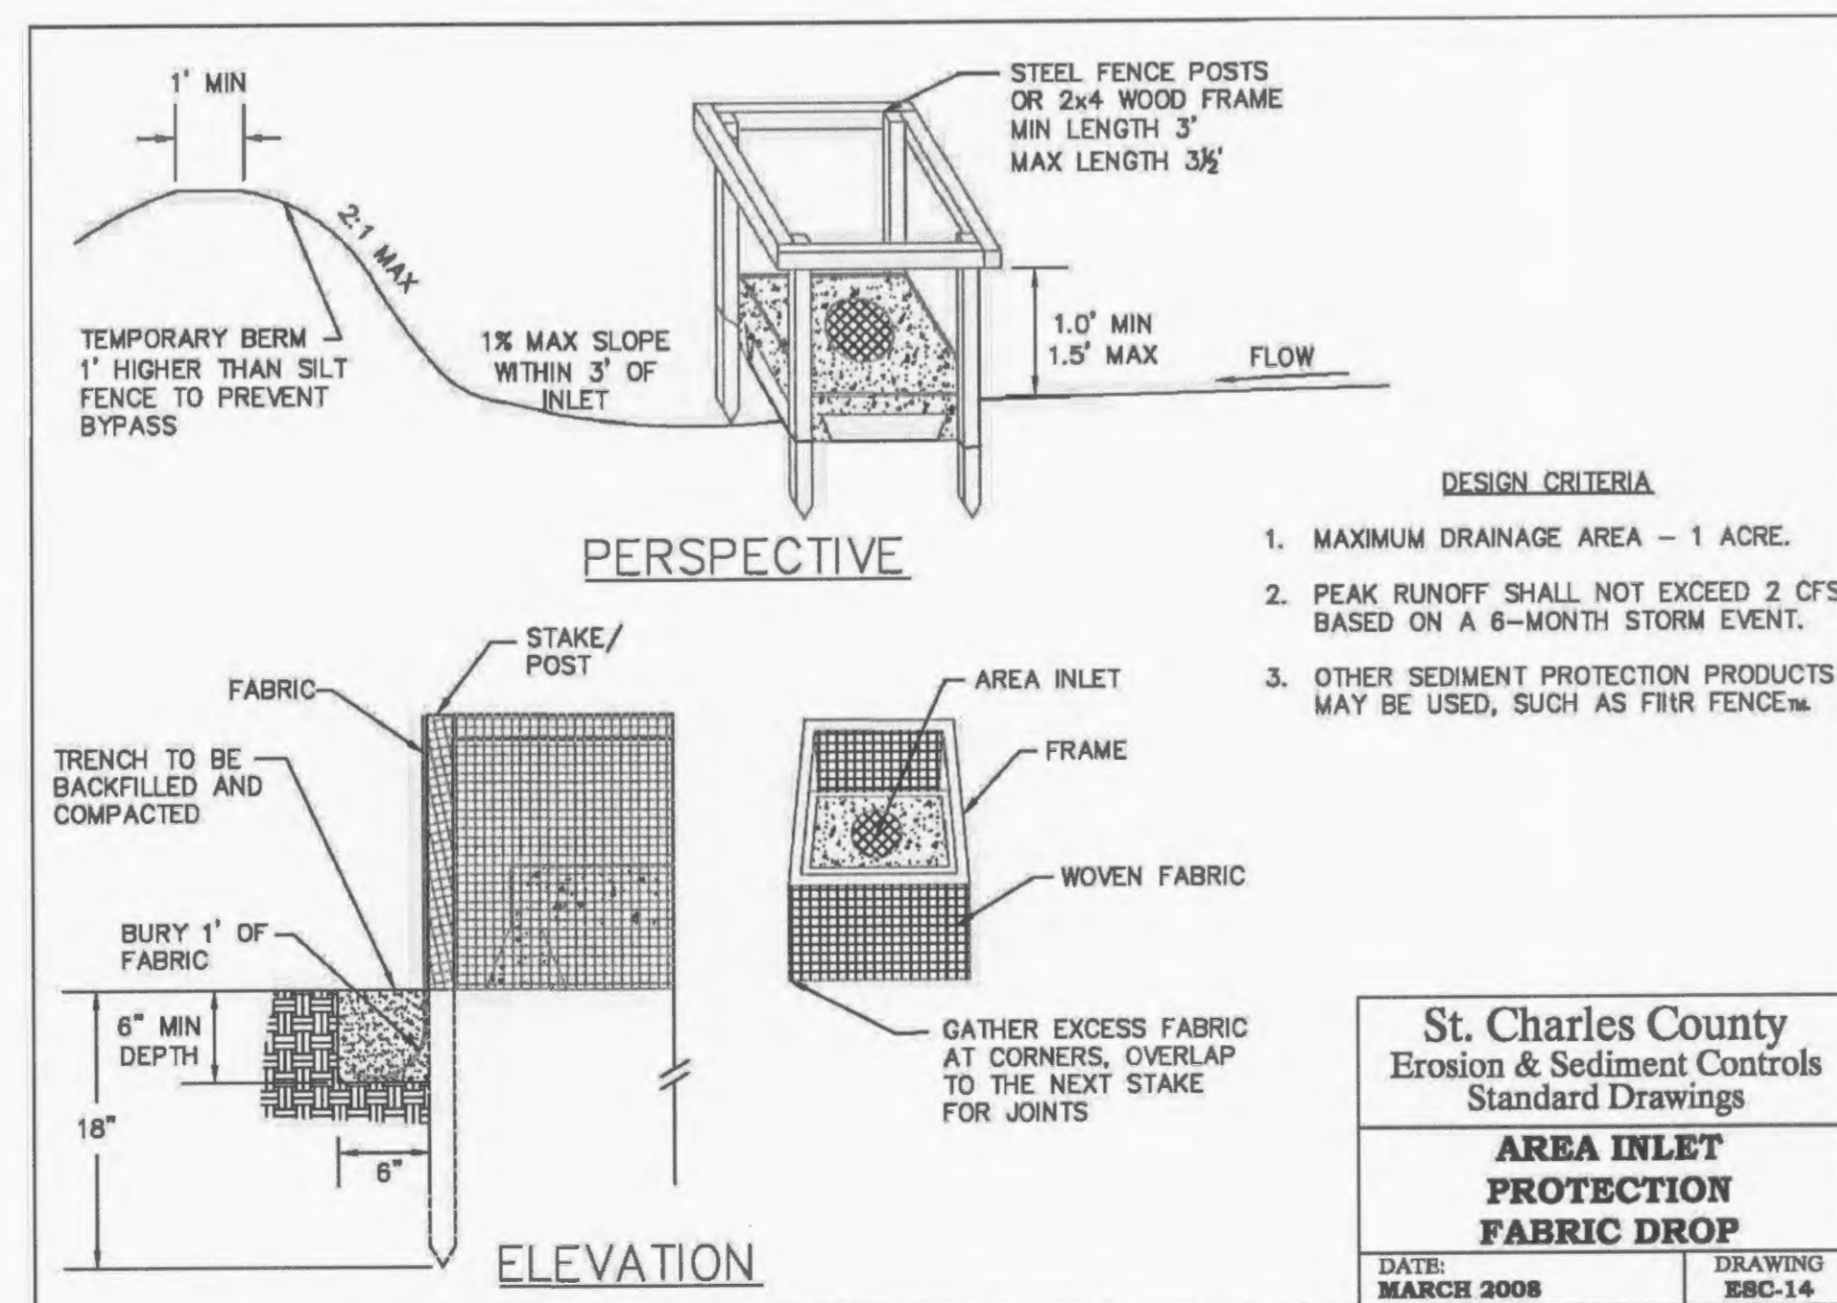 1' MIN
STEEL FENCE POSTS
OR 2x4 WOOD FRAME
MIN LENGTH 3'
MAX LENGTH 3½'
2:1 MAX
TEMPORARY BERM
1' HIGHER THAN SILT
FENCE TO PREVENT
BYPASS
1% MAX SLOPE
WITHIN 3' OF
INLET
1.0' MIN
1.5' MAX
FLOW
PERSPECTIVE
DESIGN CRITERIA
1. MAXIMUM DRAINAGE AREA – 1 ACRE.
2. PEAK RUNOFF SHALL NOT EXCEED 2 CFS
BASED ON A 6–MONTH STORM EVENT.
3. OTHER SEDIMENT PROTECTION PRODUCTS
MAY BE USED, SUCH AS FIltR FENCE™.
STAKE/
POST
FABRIC
TRENCH TO BE
BACKFILLED AND
COMPACTED
BURY 1' OF
FABRIC
6" MIN
DEPTH
18"
6"
ELEVATION
AREA INLET
FRAME
WOVEN FABRIC
GATHER EXCESS FABRIC
AT CORNERS, OVERLAP
TO THE NEXT STAKE
FOR JOINTS
St. Charles County
Erosion & Sediment Controls
Standard Drawings
AREA INLET
PROTECTION
FABRIC DROP
DATE:
MARCH 2008
DRAWING
ESC-14